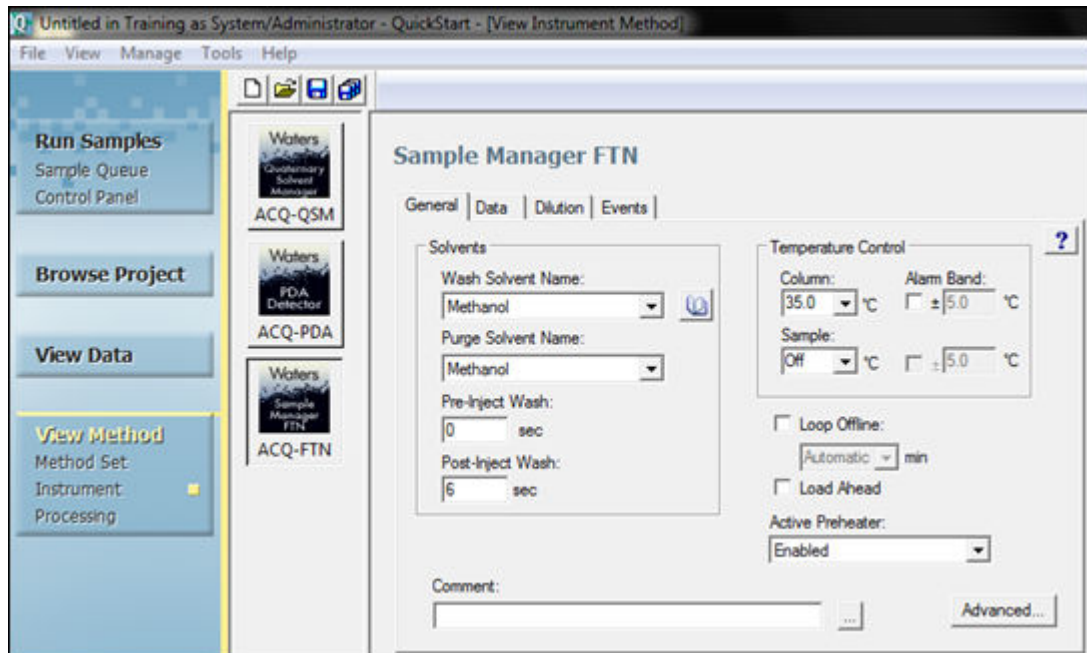 Untitled in Training as System/Administrator - QuickStart - [View Instrument Method]
File View Manage Tools Help
Run Samples
Sample Queue
Control Panel
Browse Project
View Data
View Method
Method Set
Instrument
Processing
Waters
Quaternary
Solvent
Manager
ACQ-QSM
Waters
PDA
Detector
ACQ-PDA
Waters
Sample
Manager
FTN
ACQ-FTN
Sample Manager FTN
General Data Dilution Events
Solvents
Wash Solvent Name:
Methanol
Purge Solvent Name:
Methanol
Pre-Inject Wash:
0 sec
Post-Inject Wash:
6 sec
Temperature Control
?
Column: Alarm Band:
35.0 °C ± 5.0 °C
Sample:
Off °C ± 5.0 °C
Loop Offline:
Automatic min
Load Ahead
Active Preheater:
Enabled
Comment:
...
Advanced...